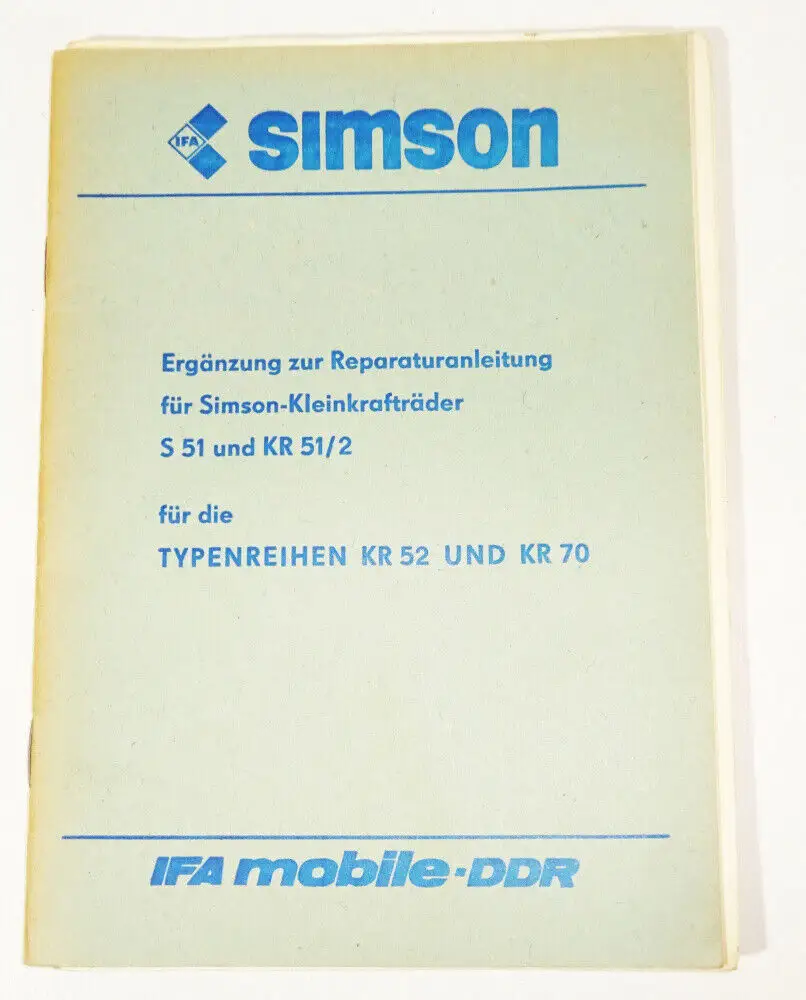 IFA simson
Ergänzung zur Reparaturanleitung
für Simson-Kleinkrafträder
S 51 und KR 51/2
für die
TYPENREIHEN KR 52 UND KR 70
IFA mobile-DDR